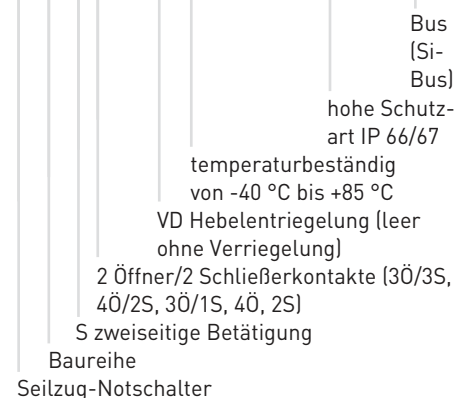 Bus
(Si-
Bus)
hohe Schutz-
art IP 66/67
temperaturbeständig
von -40 °C bis +85 °C
VD Hebelentriegelung (leer
ohne Verriegelung)
2 Öffner/2 Schließerkontakte (3Ö/3S,
4Ö/2S, 3Ö/1S, 4Ö, 2S)
S zweiseitige Betätigung
Baureihe
Seilzug-Notschalter